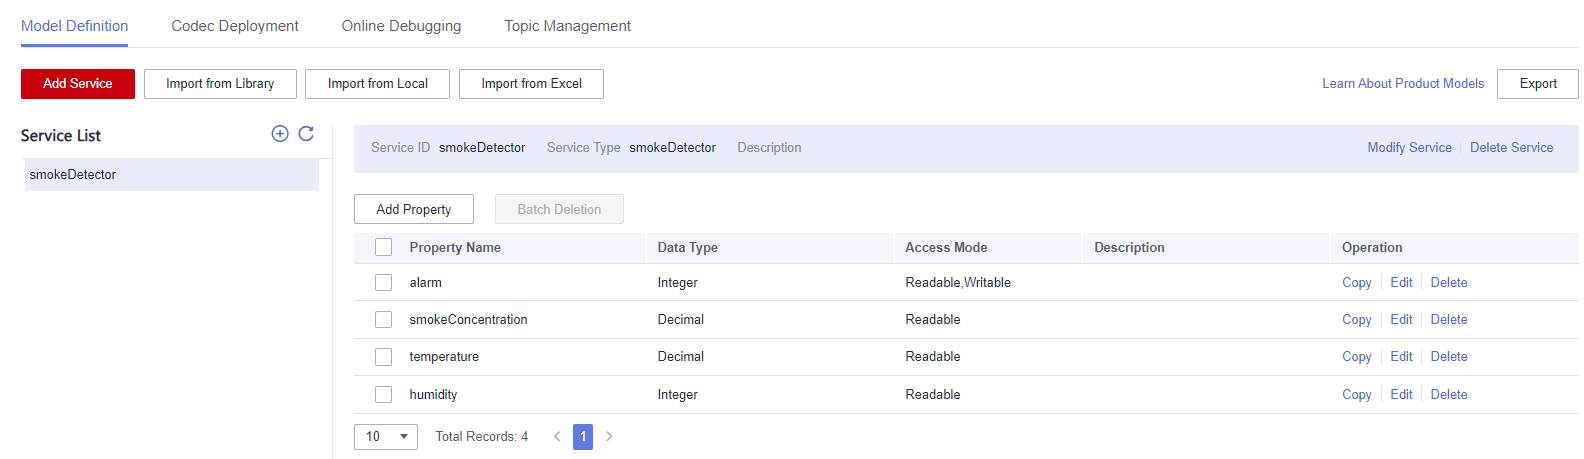 Model Definition Codec Deployment Online Debugging Topic Management
Add Service Import from Library Import from Local Import from Excel Learn About Product Models Export
Service List
smokeDetector
Service ID smokeDetector Service Type smokeDetector Description Modify Service Delete Service
Add Property Batch Deletion
Property Name Data Type Access Mode Description Operation
alarm Integer Readable,Writable Copy Edit Delete
smokeConcentration Decimal Readable Copy Edit Delete
temperature Decimal Readable Copy Edit Delete
humidity Integer Readable Copy Edit Delete
10 Total Records: 4 1